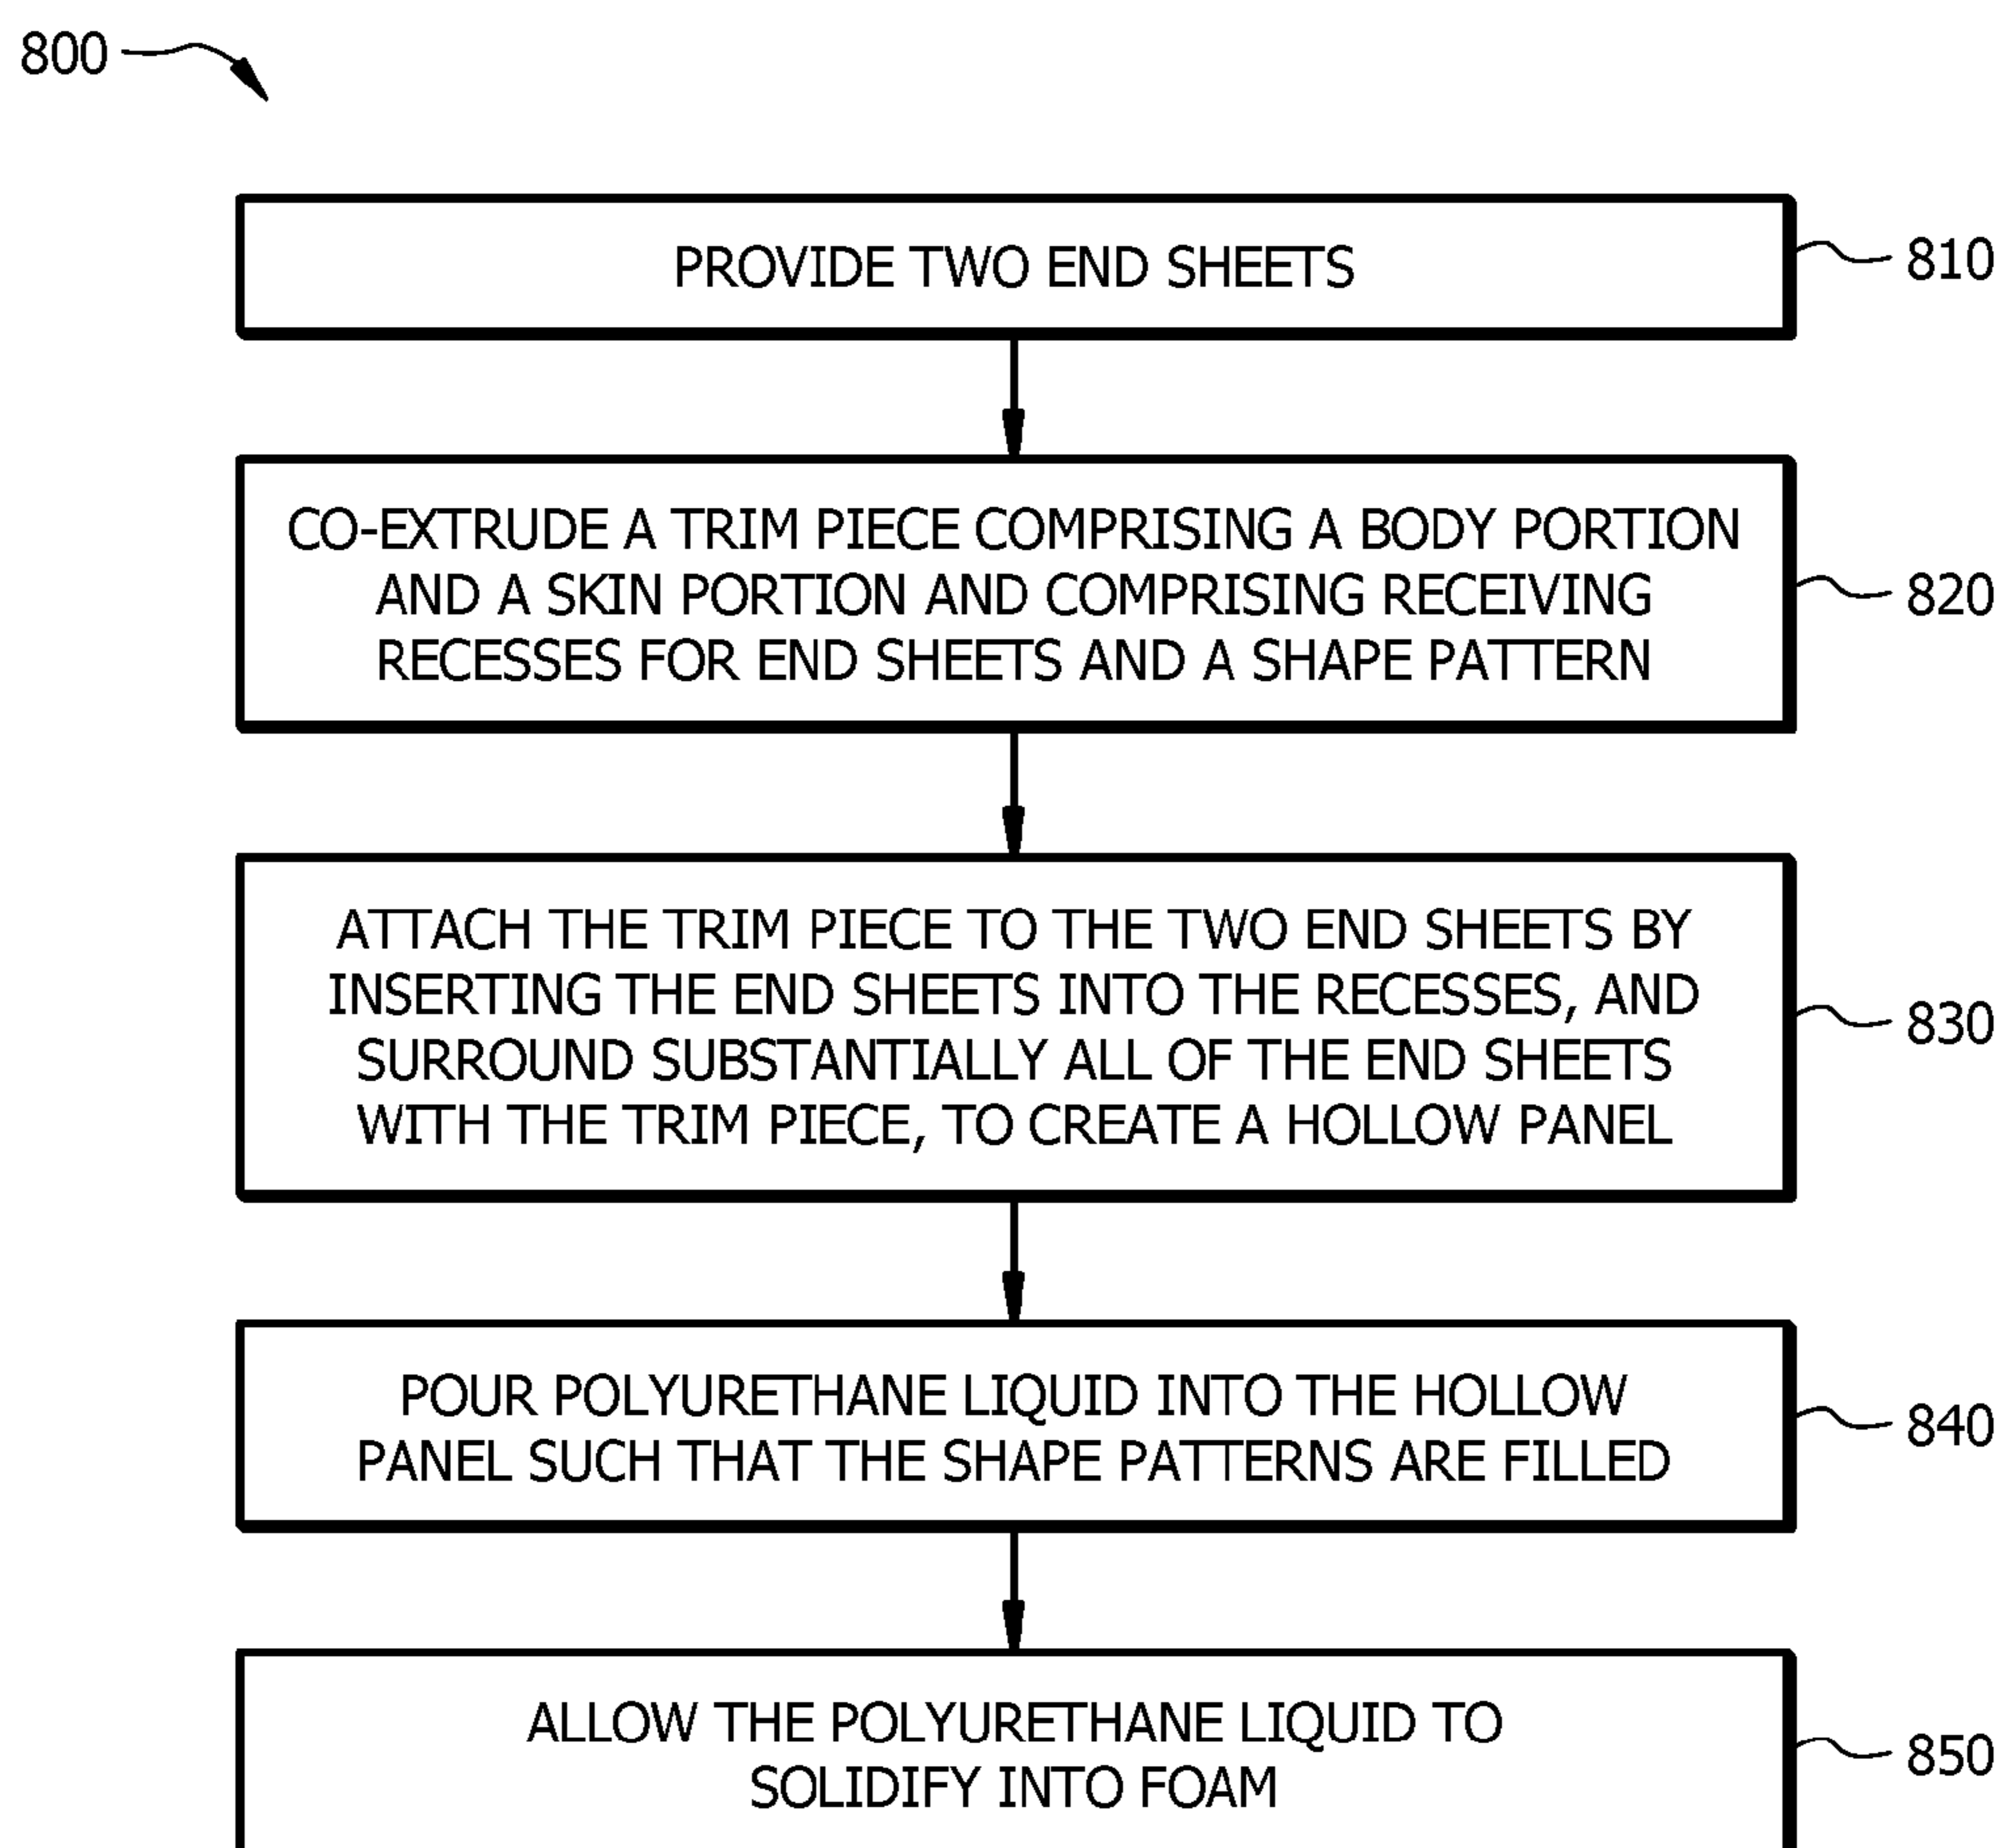 800
PROVIDE TWO END SHEETS
810
CO-EXTRUDE A TRIM PIECE COMPRISING A BODY PORTION
AND A SKIN PORTION AND COMPRISING RECEIVING
RECESSES FOR END SHEETS AND A SHAPE PATTERN
820
ATTACH THE TRIM PIECE TO THE TWO END SHEETS BY
INSERTING THE END SHEETS INTO THE RECESSES, AND
SURROUND SUBSTANTIALLY ALL OF THE END SHEETS
WITH THE TRIM PIECE, TO CREATE A HOLLOW PANEL
830
POUR POLYURETHANE LIQUID INTO THE HOLLOW
PANEL SUCH THAT THE SHAPE PATTERNS ARE FILLED
840
ALLOW THE POLYURETHANE LIQUID TO
SOLIDIFY INTO FOAM
850